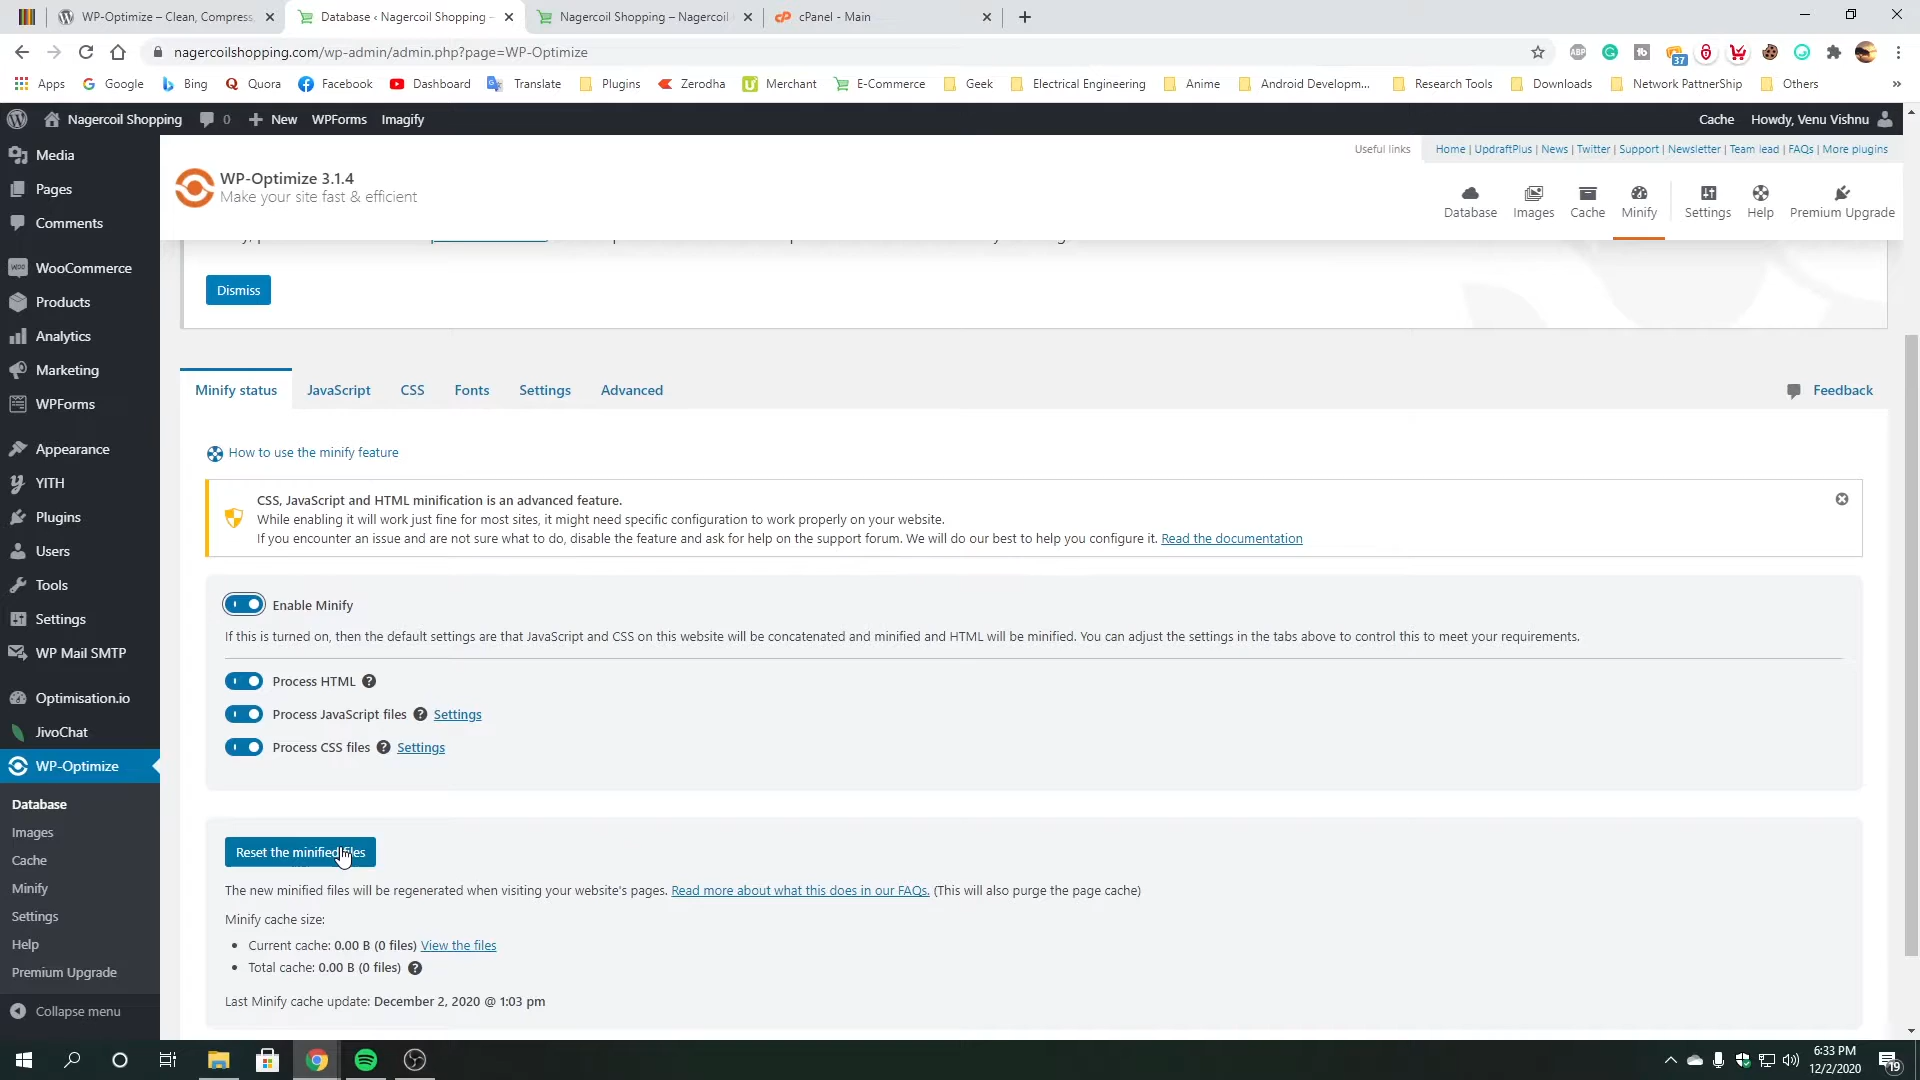 WP-Optimize – Clean, Compress,
Database ‹ Nagercoil Shopping –
Nagercoil Shopping – Nagercoil
cPanel - Main
nagercoilshopping.com/wp-admin/admin.php?page=WP-Optimize
ABP
37
Apps
Google
Bing
Quora
Facebook
Dashboard
Translate
Plugins
Zerodha
Merchant
E-Commerce
Geek
Electrical Engineering
Anime
Android Developm...
Research Tools
Downloads
Network PartnerShip
Others
Nagercoil Shopping
0
New
WPForms
Imagify
Cache
Howdy, Venu Vishnu
Media
Pages
Comments
WooCommerce
Products
Analytics
Marketing
WPForms
Appearance
YITH
Plugins
Users
Tools
Settings
WP Mail SMTP
Optimisation.io
JivoChat
WP-Optimize
Database
Images
Cache
Minify
Settings
Help
Premium Upgrade
Collapse menu
Useful links
Home | UpdraftPlus | News | Twitter | Support | Newsletter | Team lead | FAQs | More plugins
WP-Optimize 3.1.4
Make your site fast & efficient
Database
Images
Cache
Minify
Settings
Help
Premium Upgrade
Dismiss
Minify status
JavaScript
CSS
Fonts
Settings
Advanced
Feedback
How to use the minify feature
CSS, JavaScript and HTML minification is an advanced feature.
While enabling it will work just fine for most sites, it might need specific configuration to work properly on your website.
If you encounter an issue and are not sure what to do, disable the feature and ask for help on the support forum. We will do our best to help you configure it. Read the documentation
Enable Minify
If this is turned on, then the default settings are that JavaScript and CSS on this website will be concatenated and minified and HTML will be minified. You can adjust the settings in the tabs above to control this to meet your requirements.
Process HTML
Process JavaScript files Settings
Process CSS files Settings
Reset the minified files
The new minified files will be regenerated when visiting your website's pages. Read more about what this does in our FAQs. (This will also purge the page cache)
Minify cache size:
• Current cache: 0.00 B (0 files) View the files
• Total cache: 0.00 B (0 files)
Last Minify cache update: December 2, 2020 @ 1:03 pm
6:33 PM
12/2/2020
19